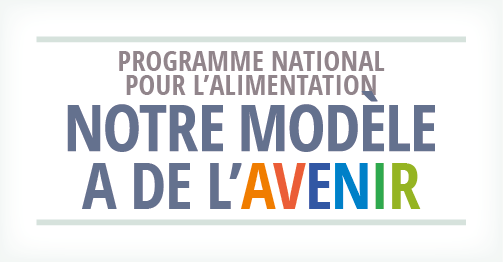 PROGRAMME NATIONAL
POUR L’ALIMENTATION
NOTRE MODÈLE
A DE L’AVENIR